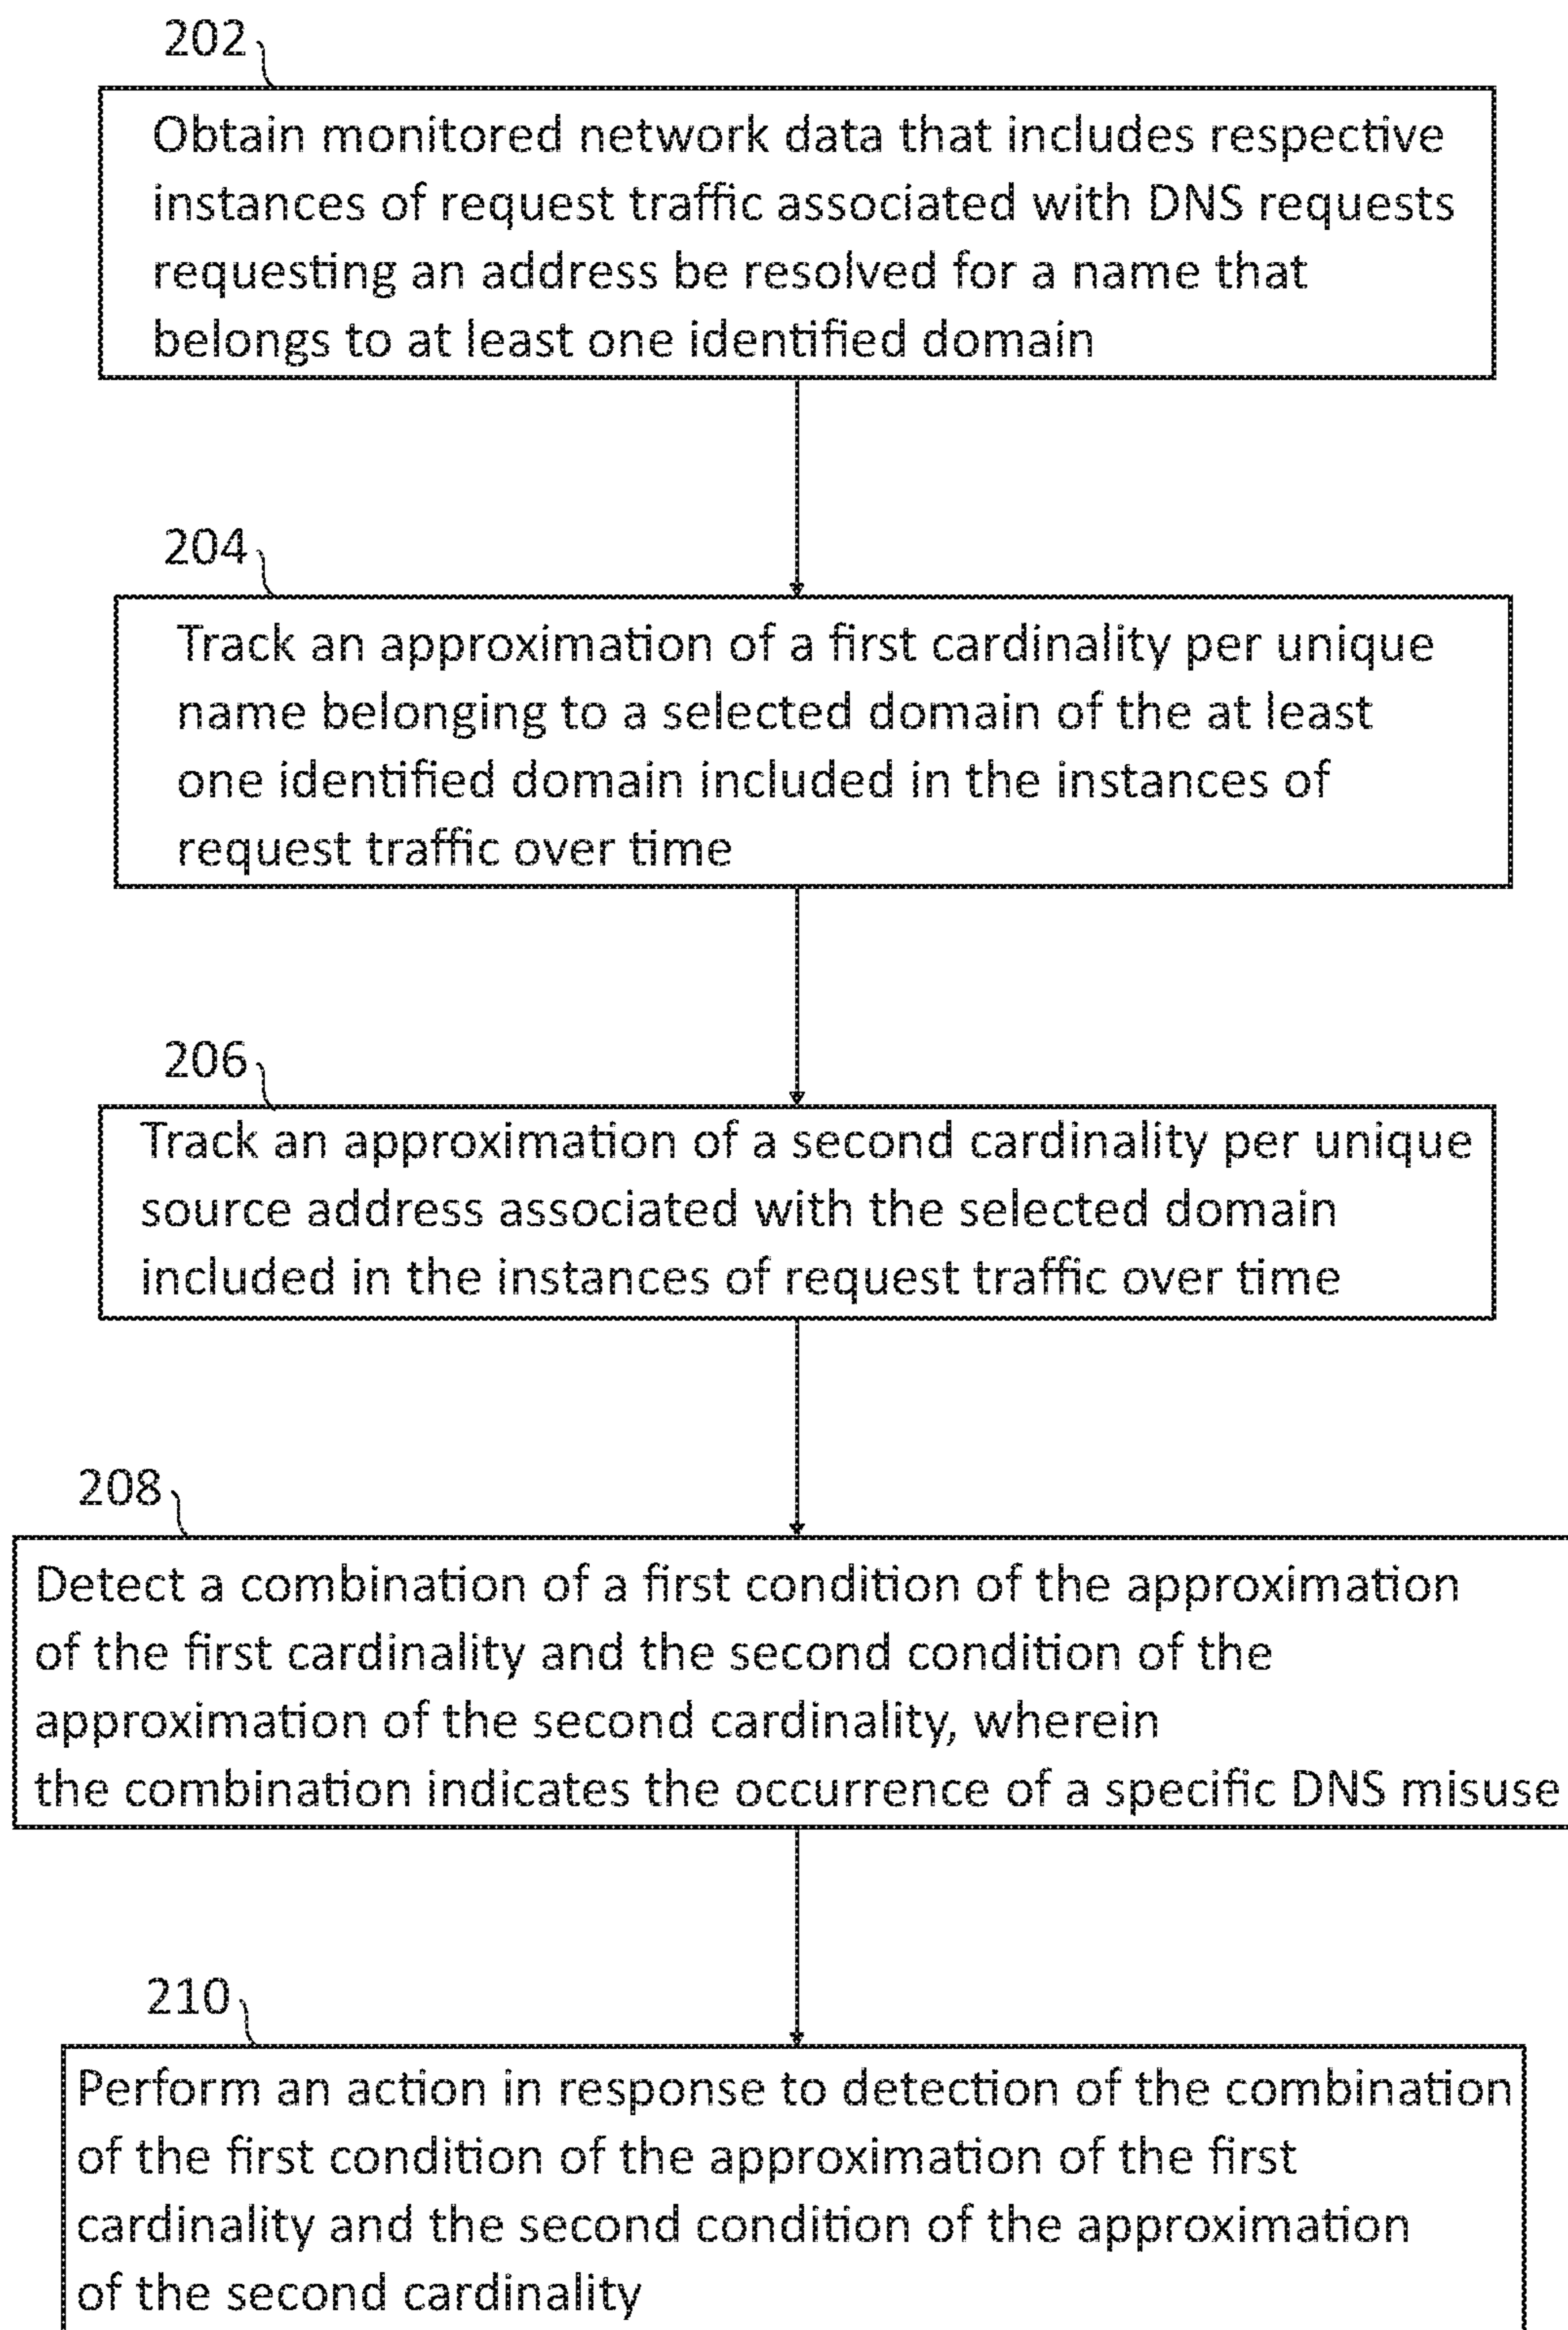 202
Obtain monitored network data that includes respective
instances of request traffic associated with DNS requests
requesting an address be resolved for a name that
belongs to at least one identified domain
204
Track an approximation of a first cardinality per unique
name belonging to a selected domain of the at least
one identified domain included in the instances of
request traffic over time
206
Track an approximation of a second cardinality per unique
source address associated with the selected domain
included in the instances of request traffic over time
208
Detect a combination of a first condition of the approximation
of the first cardinality and the second condition of the
approximation of the second cardinality, wherein
the combination indicates the occurrence of a specific DNS misuse
210
Perform an action in response to detection of the combination
of the first condition of the approximation of the first
cardinality and the second condition of the approximation
of the second cardinality